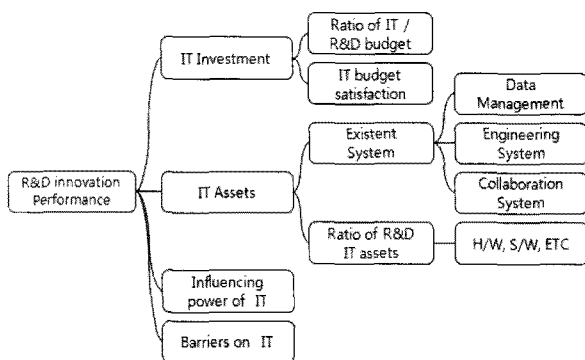 R&D innovation
Performance
IT Investment
Ratio of IT /
R&D budget
IT budget
satisfaction
IT Assets
Existent
System
Data
Management
Engineering
System
Collaboration
System
Ratio of R&D
IT assets
H/W, S/W, ETC
Influencing
power of IT
Barriers on IT